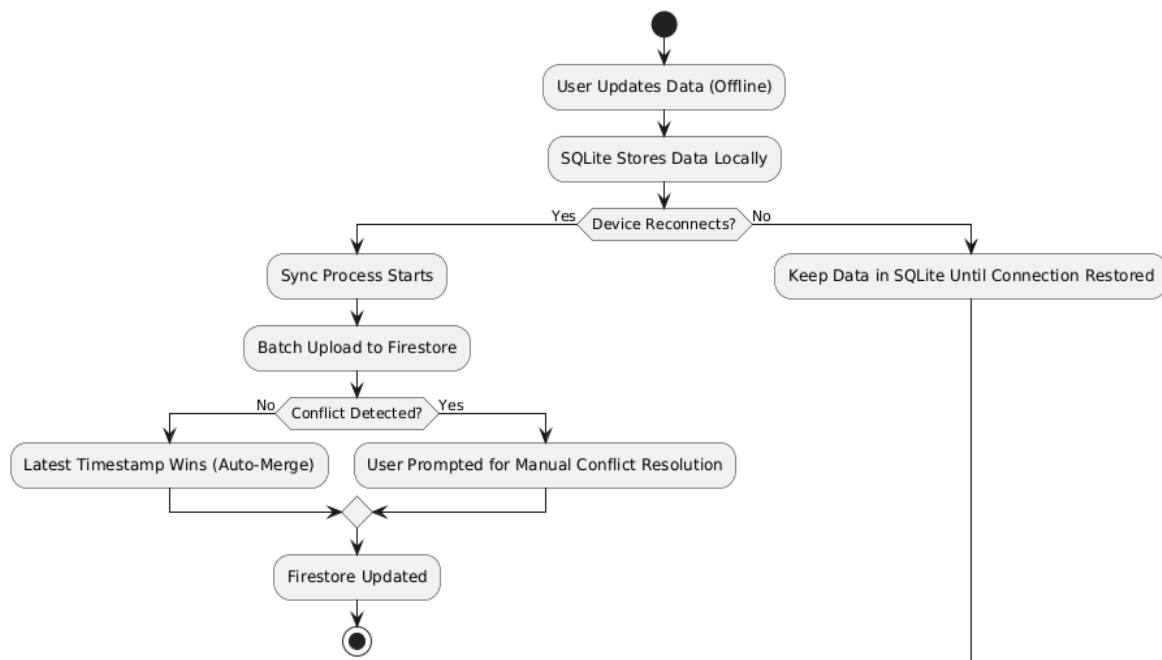 User Updates Data (Offline)
SQLite Stores Data Locally
Yes
Device Reconnects?
No
Sync Process Starts
Keep Data in SQLite Until Connection Restored
Batch Upload to Firestore
No
Conflict Detected?
Yes
Latest Timestamp Wins (Auto-Merge)
User Prompted for Manual Conflict Resolution
Firestore Updated